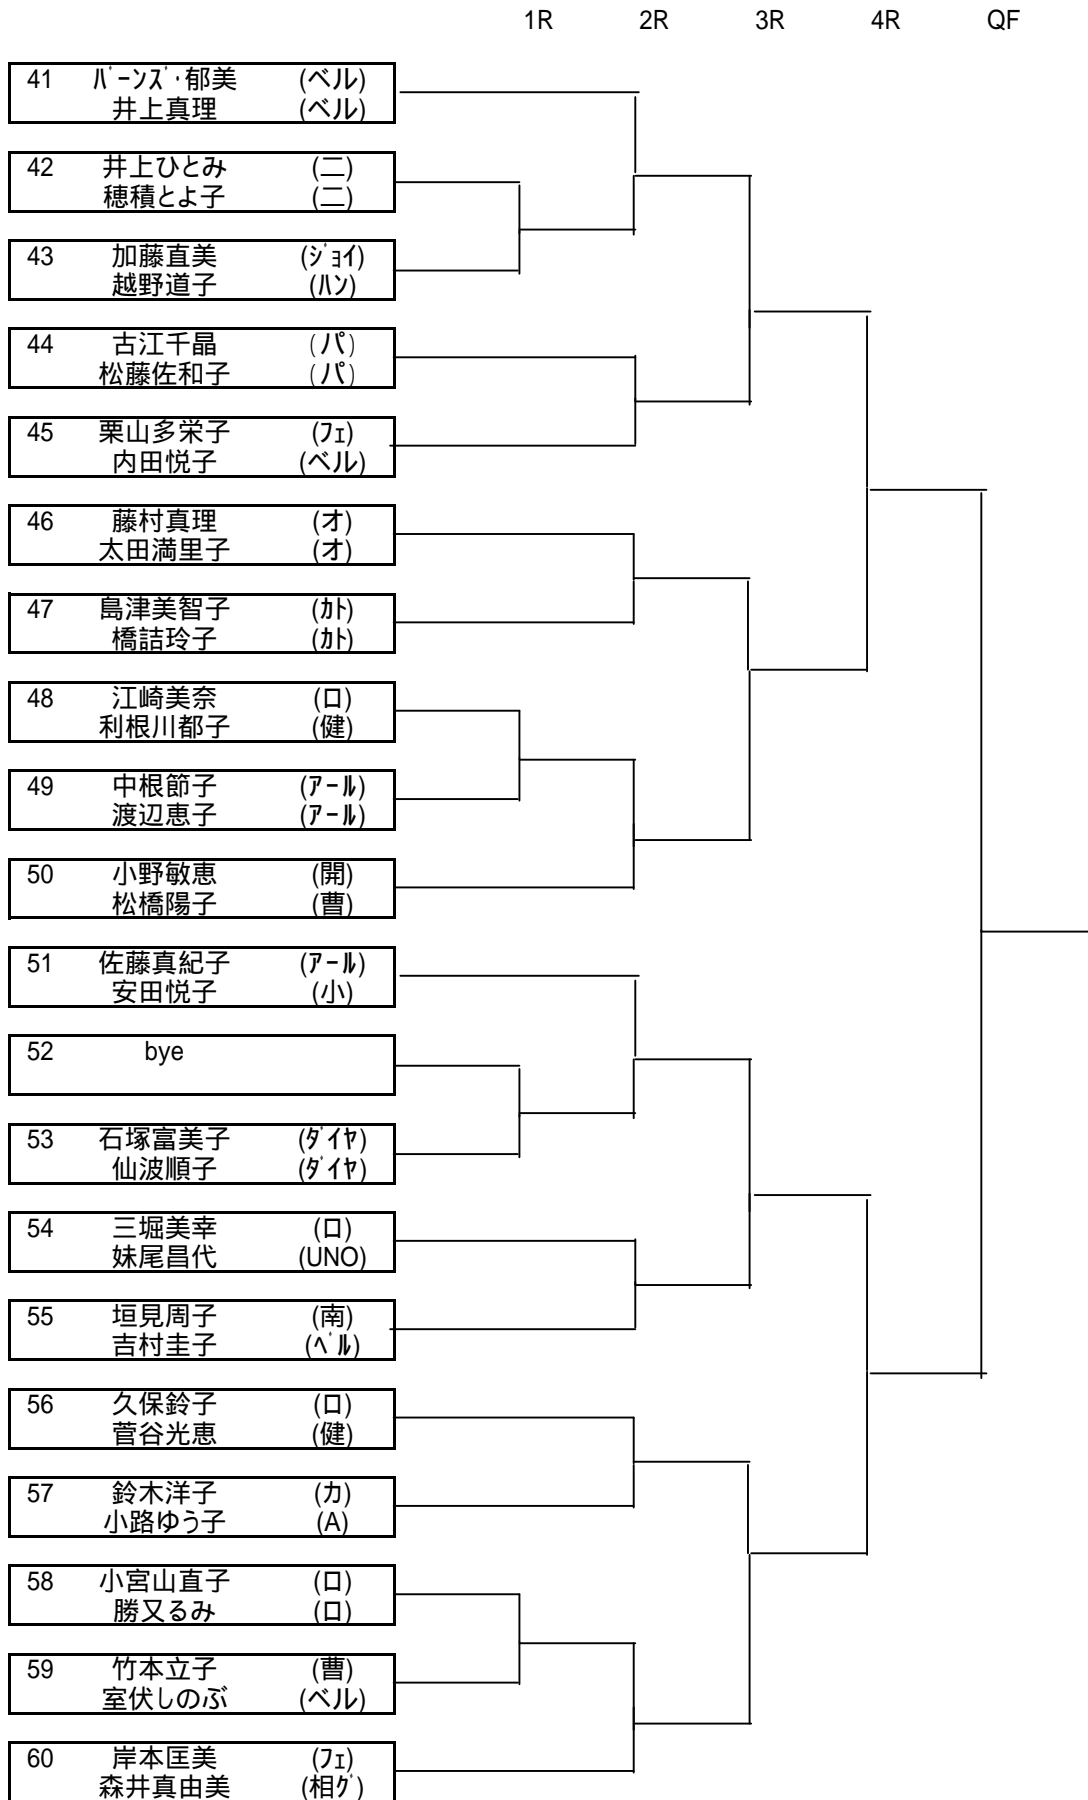 1R 2R 3R 4R QF
41 ﾊﾞｰﾝｽﾞ･郁美 (ベル)
井上真理 (ベル)
42 井上ひとみ (二)
穂積とよ子 (二)
43 加藤直美 (ｼﾞｮｲ)
越野道子 (ﾊﾝ)
44 古江千晶 (パ)
松藤佐和子 (パ)
45 栗山多栄子 (ﾌｪ)
内田悦子 (ベル)
46 藤村真理 (オ)
太田満里子 (オ)
47 島津美智子 (ｶﾄ)
橋詰玲子 (ｶﾄ)
48 江崎美奈 (ロ)
利根川都子 (健)
49 中根節子 (ｱｰﾙ)
渡辺恵子 (ｱｰﾙ)
50 小野敏恵 (開)
松橋陽子 (曹)
51 佐藤真紀子 (ｱｰﾙ)
安田悦子 (小)
52 bye
53 石塚富美子 (ﾀﾞｲﾔ)
仙波順子 (ﾀﾞｲﾔ)
54 三堀美幸 (ロ)
妹尾昌代 (UNO)
55 垣見周子 (南)
吉村圭子 (ﾍﾞﾙ)
56 久保鈴子 (ロ)
菅谷光恵 (健)
57 鈴木洋子 (カ)
小路ゆう子 (A)
58 小宮山直子 (ロ)
勝又るみ (ロ)
59 竹本立子 (曹)
室伏しのぶ (ベル)
60 岸本匡美 (ﾌｪ)
森井真由美 (相ｸﾞ)